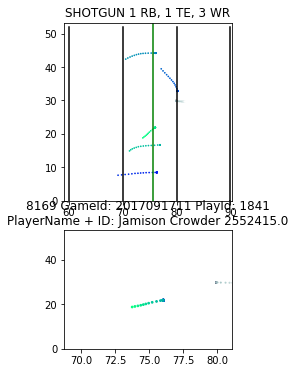 SHOTGUN 1 RB, 1 TE, 3 WR
50
40
30
20
10
0
60 70 80 90
8169 GameId: 2017091711 PlayId: 1841
PlayerName + ID: Jamison Crowder 2552415.0
40
20
0
70.0 72.5 75.0 77.5 80.0